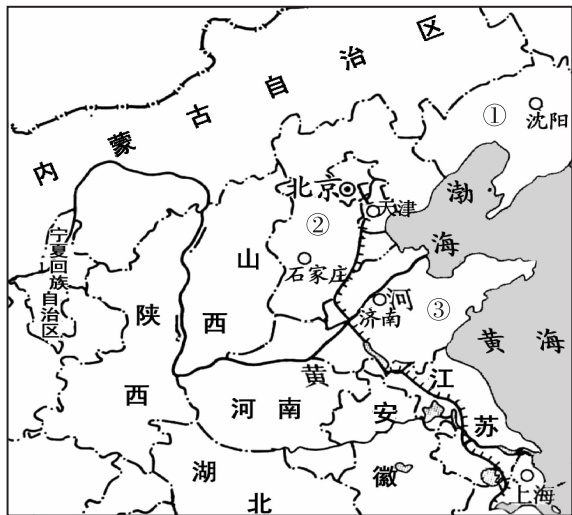 内蒙古自治区
①
沈阳
北京
天津
渤海
②
石家庄
宁夏回族自治区
山西
陕西
济南
黄河
③
黄海
河南
江苏
安徽
湖北
上海